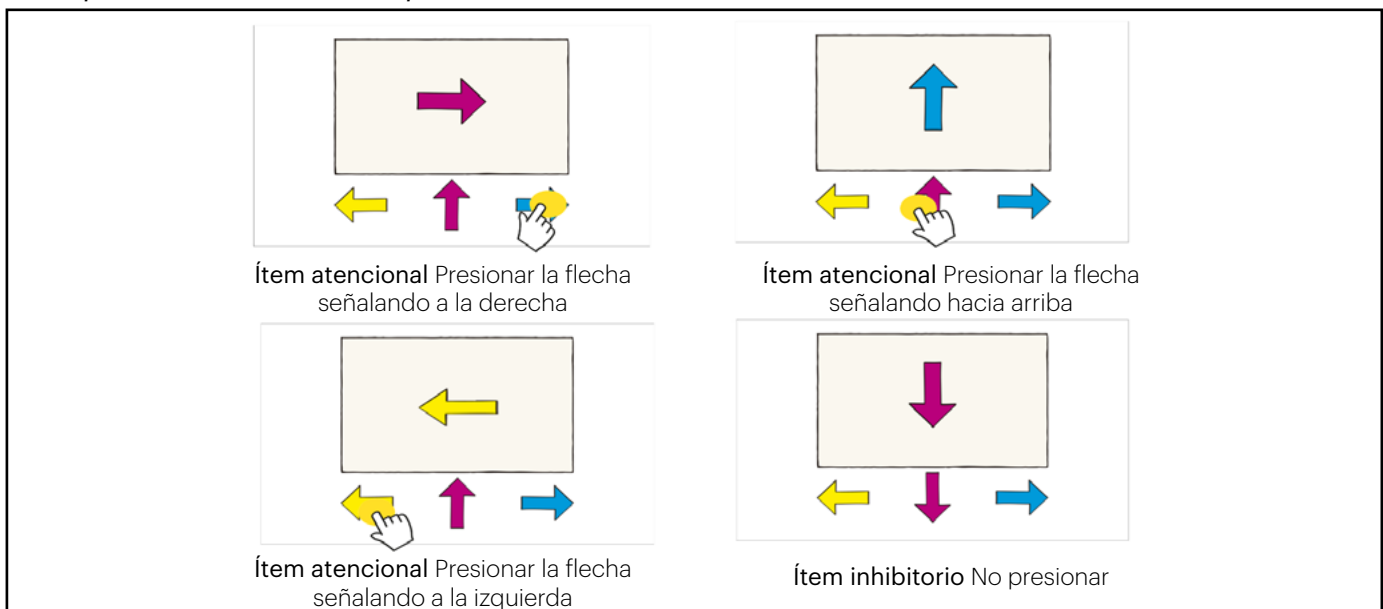 Ítem atencional Presionar la flecha
señalando a la derecha
Ítem atencional Presionar la flecha
señalando hacia arriba
Ítem atencional Presionar la flecha
señalando a la izquierda
Ítem inhibitorio No presionar